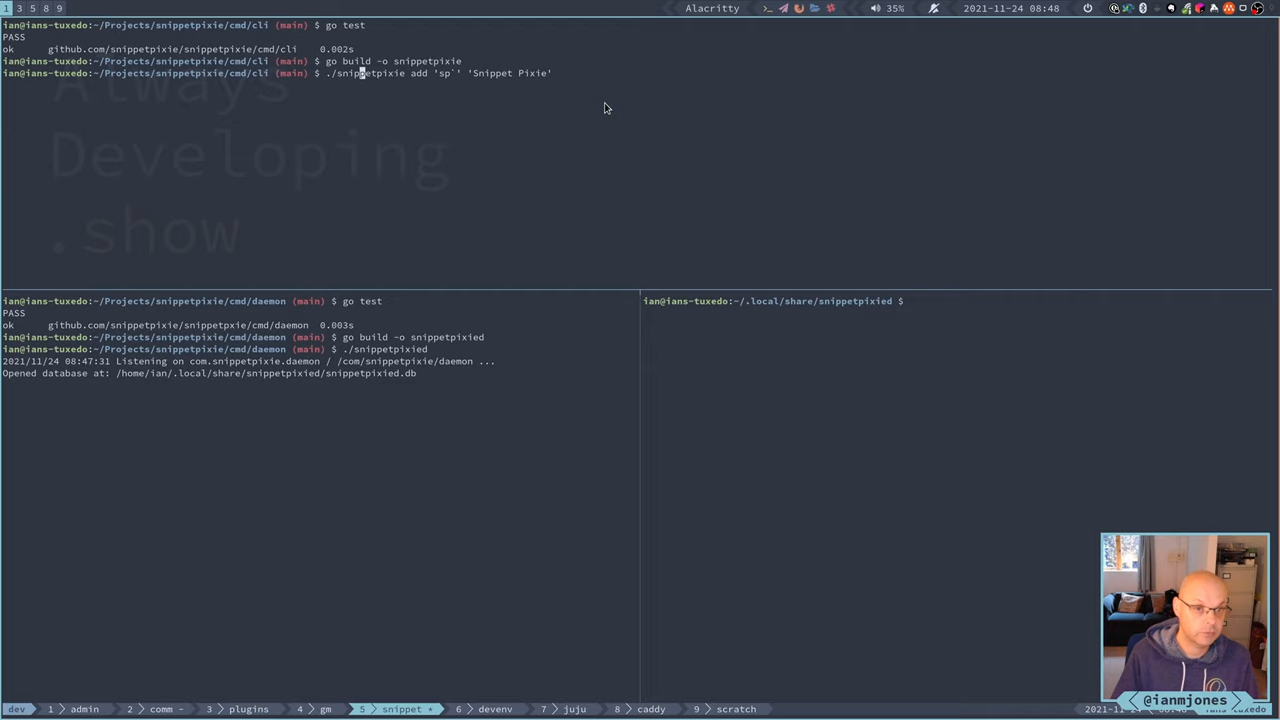 1 3 5 8 9
Alacritty
35%
2021-11-24 08:48
ian@ians-tuxedo:~/Projects/snippetpixie/cmd/cli (main) $ go test
PASS
ok github.com/snippetpixie/snippetpixie/cmd/cli 0.002s
ian@ians-tuxedo:~/Projects/snippetpixie/cmd/cli (main) $ go build -o snippetpixie
ian@ians-tuxedo:~/Projects/snippetpixie/cmd/cli (main) $ ./snippetpixie add 'sp`' 'Snippet Pixie'
Always
Developing
.show
ian@ians-tuxedo:~/Projects/snippetpixie/cmd/daemon (main) $ go test
PASS
ok github.com/snippetpixie/snippetpxie/cmd/daemon 0.003s
ian@ians-tuxedo:~/Projects/snippetpixie/cmd/daemon (main) $ go build -o snippetpixied
ian@ians-tuxedo:~/Projects/snippetpixie/cmd/daemon (main) $ ./snippetpixied
2021/11/24 08:47:31 Listening on com.snippetpixie.daemon / /com/snippetpixie/daemon ...
Opened database at: /home/ian/.local/share/snippetpixied/snippetpixied.db
ian@ians-tuxedo:~/.local/share/snippetpixied $
@ianmjones
dev 1 admin 2 comm - 3 plugins 4 gm 5 snippet * 6 devenv 7 juju 8 caddy 9 scratch